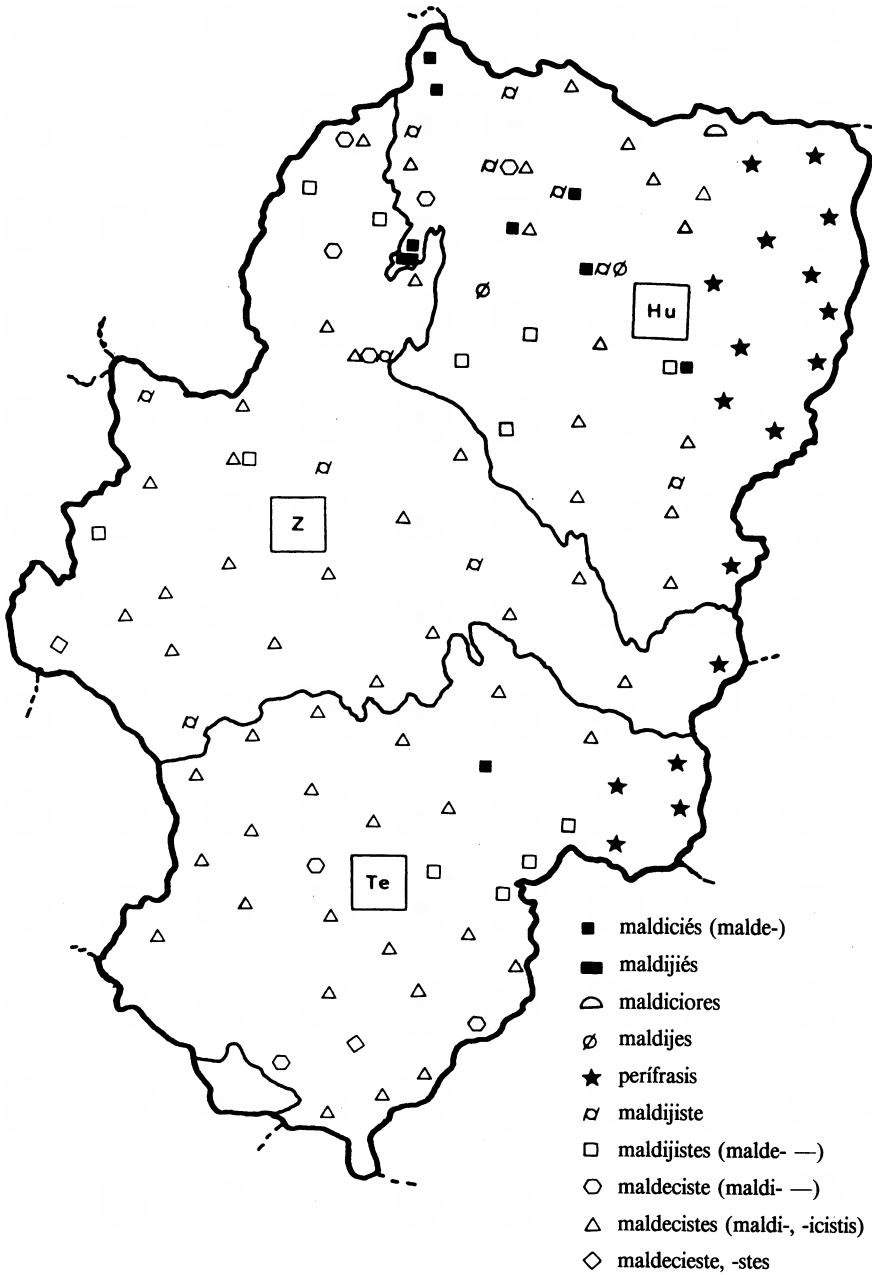 Hu
Z
Te
maldiciés (malde-)
maldijiés
maldiciores
maldijes
perífrasis
maldijiste
maldijistes (malde- —)
maldeciste (maldi- —)
maldecistes (maldi-, -icistis)
maldecieste, -stes